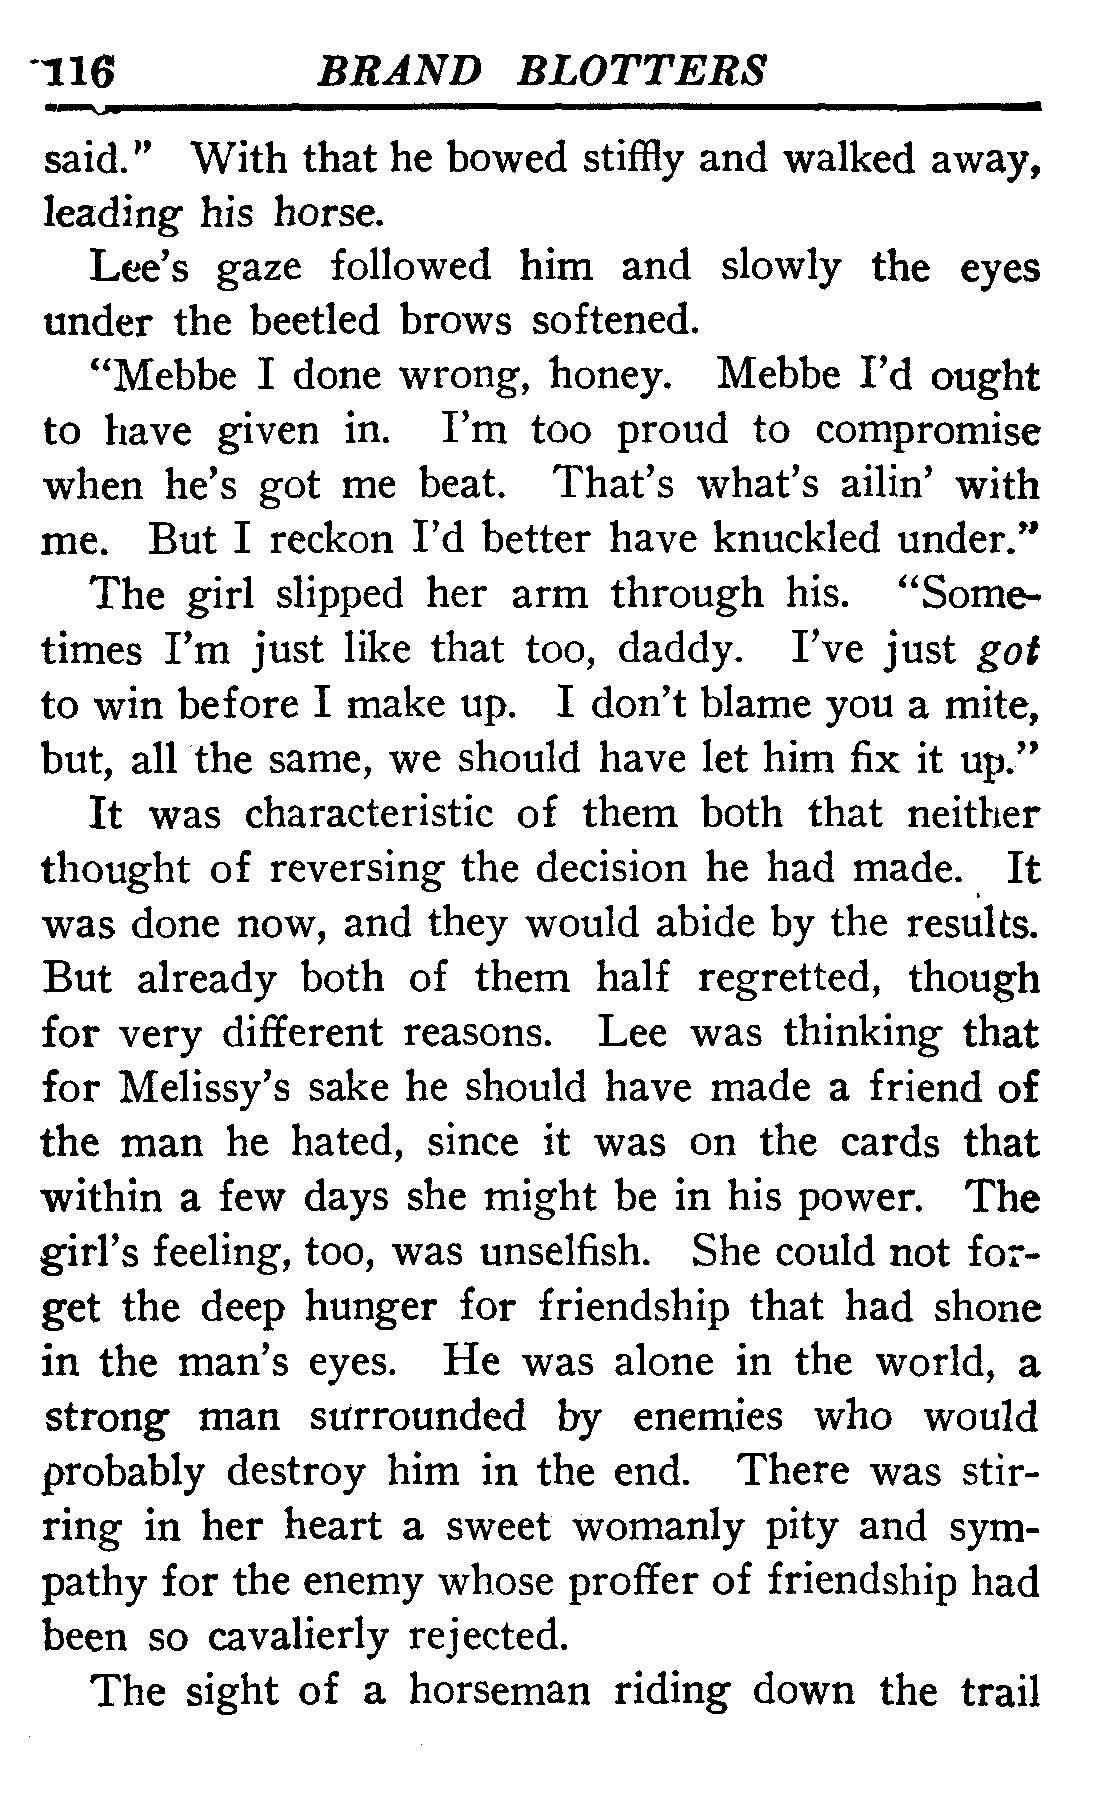 116 BRAND BLOTTERS
said." With that he bowed stiffly and walked away,
leading his horse.
Lee's gaze followed him and slowly the eyes
under the beetled brows softened.
"Mebbe I done wrong, honey. Mebbe I'd ought
to have given in. I'm too proud to compromise
when he's got me beat. That's what's ailin' with
me. But I reckon I'd better have knuckled under."
The girl slipped her arm through his. "Some-
times I'm just like that too, daddy. I've just got
to win before I make up. I don't blame you a mite,
but, all the same, we should have let him fix it up."
It was characteristic of them both that neither
thought of reversing the decision he had made. It
was done now, and they would abide by the results.
But already both of them half regretted, though
for very different reasons. Lee was thinking that
for Melissy's sake he should have made a friend of
the man he hated, since it was on the cards that
within a few days she might be in his power. The
girl's feeling, too, was unselfish. She could not for-
get the deep hunger for friendship that had shone
in the man's eyes. He was alone in the world, a
strong man surrounded by enemies who would
probably destroy him in the end. There was stir-
ring in her heart a sweet womanly pity and sym-
pathy for the enemy whose proffer of friendship had
been so cavalierly rejected.
The sight of a horseman riding down the trail